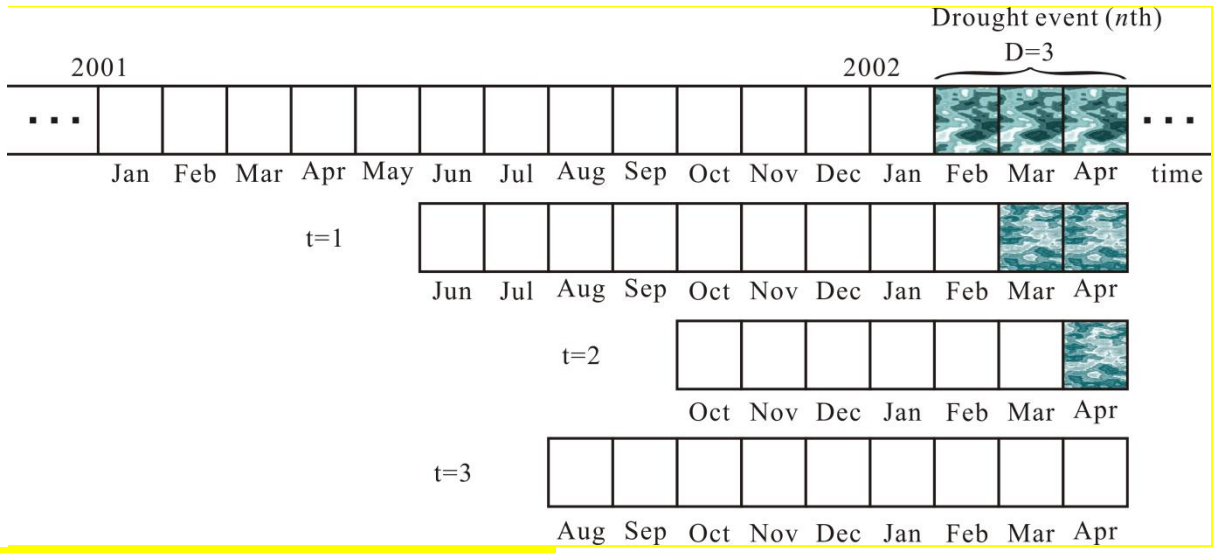 Drought event (nth)
D=3
2001 2002
... ...
Jan Feb Mar Apr May Jun Jul Aug Sep Oct Nov Dec Jan Feb Mar Apr time
t=1
Jun Jul Aug Sep Oct Nov Dec Jan Feb Mar Apr
t=2
Oct Nov Dec Jan Feb Mar Apr
t=3
Aug Sep Oct Nov Dec Jan Feb Mar Apr